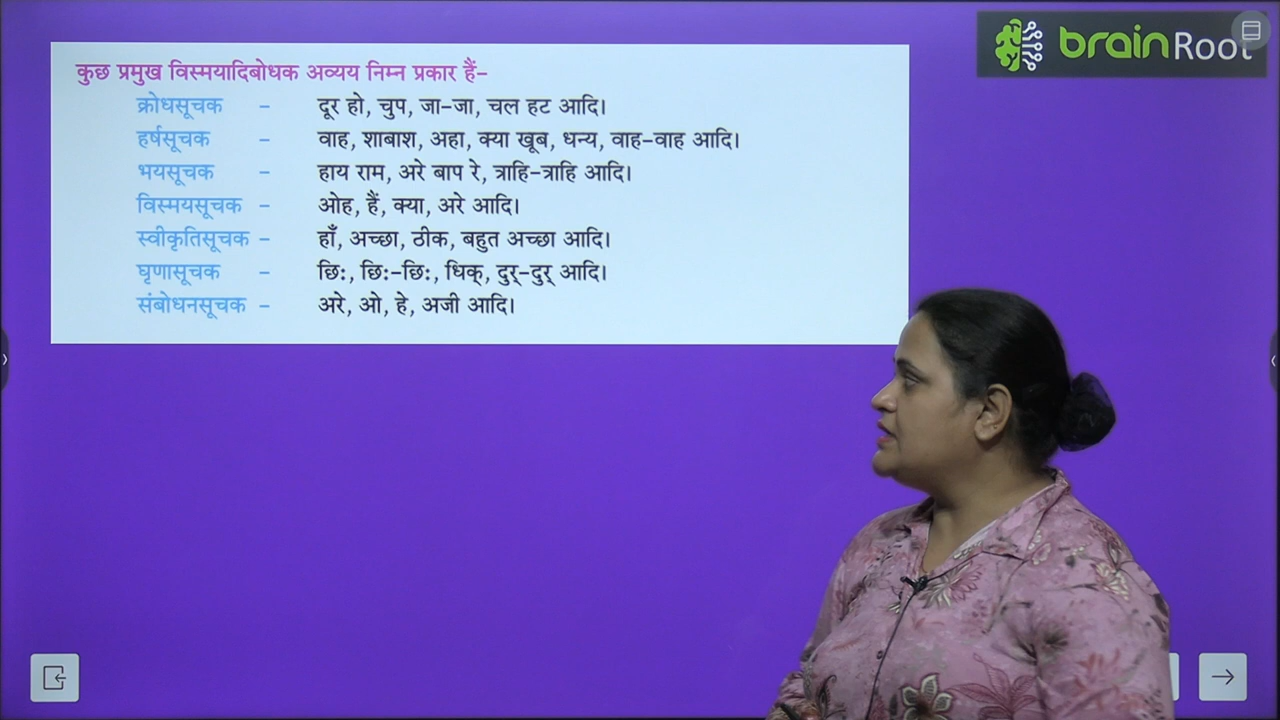 brainRoot
कुछ प्रमुख विस्मयादिबोधक अव्यय निम्न प्रकार हैं–
क्रोधसूचक – दूर हो, चुप, जा-जा, चल हट आदि।
हर्षसूचक – वाह, शाबाश, अहा, क्या खूब, धन्य, वाह-वाह आदि।
भयसूचक – हाय राम, अरे बाप रे, त्राहि-त्राहि आदि।
विस्मयसूचक – ओह, हैं, क्या, अरे आदि।
स्वीकृतिसूचक – हाँ, अच्छा, ठीक, बहुत अच्छा आदि।
घृणासूचक – छिः, छिः-छिः, धिक्, दुर्-दुर् आदि।
संबोधनसूचक – अरे, ओ, हे, अजी आदि।